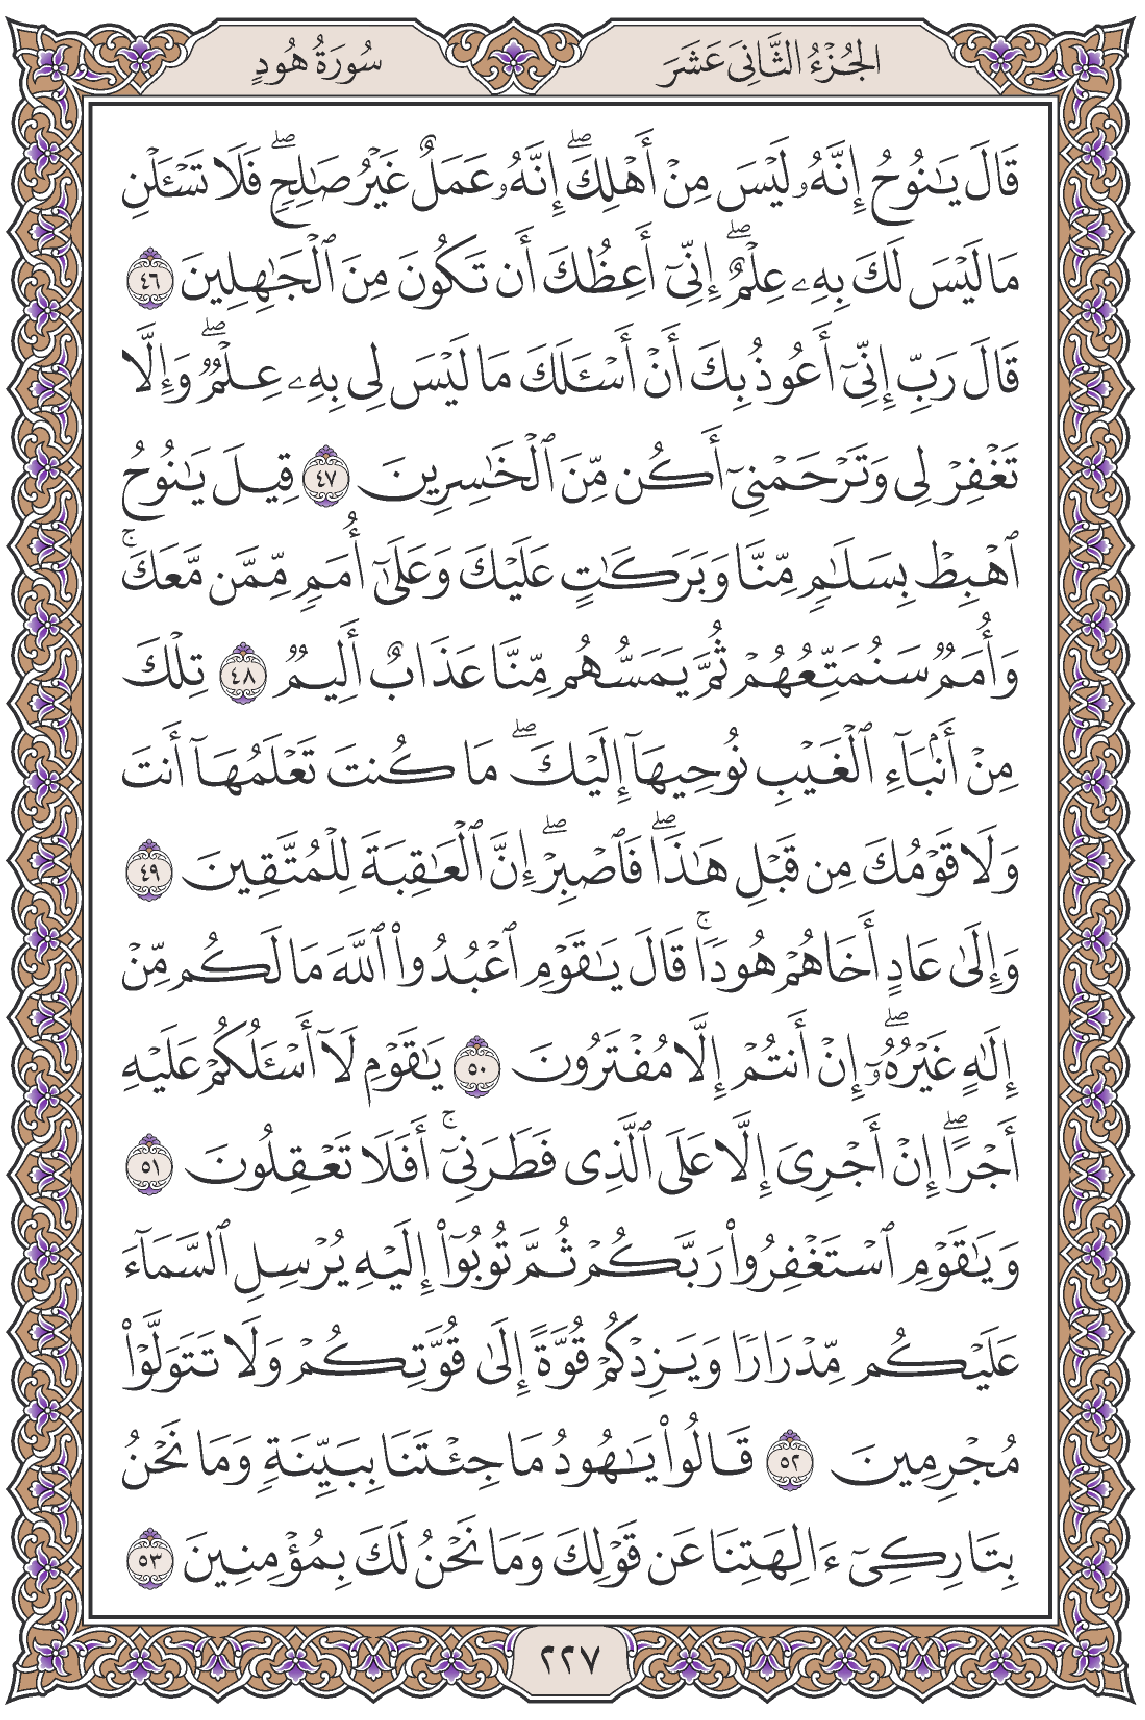 الجُزْءُ الثَّانِيَ عَشَرَ
سُورَةُ هُودٍ
قَالَ يَٰنُوحُ إِنَّهُۥ لَيْسَ مِنْ أَهْلِكَۖ إِنَّهُۥ عَمَلٌ غَيْرُ صَٰلِحٖۖ فَلَا تَسْـَٔلْنِ
مَا لَيْسَ لَكَ بِهِۦ عِلْمٌۖ إِنِّيٓ أَعِظُكَ أَن تَكُونَ مِنَ ٱلْجَٰهِلِينَ ٤٦
قَالَ رَبِّ إِنِّيٓ أَعُوذُ بِكَ أَنْ أَسْـَٔلَكَ مَا لَيْسَ لِى بِهِۦ عِلْمٞۖ وَإِلَّا
تَغْفِرْ لِى وَتَرْحَمْنِيٓ أَكُن مِّنَ ٱلْخَٰسِرِينَ ٤٧ قِيلَ يَٰنُوحُ
ٱهْبِطْ بِسَلَٰمٖ مِّنَّا وَبَرَكَٰتٍ عَلَيْكَ وَعَلَىٰٓ أُمَمٖ مِّمَّن مَّعَكَۚ
وَأُمَمٞ سَنُمَتِّعُهُمْ ثُمَّ يَمَسُّهُم مِّنَّا عَذَابٌ أَلِيمٞ ٤٨ تِلْكَ
مِنْ أَنۢبَآءِ ٱلْغَيْبِ نُوحِيهَآ إِلَيْكَۖ مَا كُنتَ تَعْلَمُهَآ أَنتَ
وَلَا قَوْمُكَ مِن قَبْلِ هَٰذَاۖ فَٱصْبِرْۖ إِنَّ ٱلْعَٰقِبَةَ لِلْمُتَّقِينَ ٤٩
وَإِلَىٰ عَادٍ أَخَاهُمْ هُودٗاۚ قَالَ يَٰقَوْمِ ٱعْبُدُوا۟ ٱللَّهَ مَا لَكُم مِّنْ
إِلَٰهٍ غَيْرُهُۥٓۖ إِنْ أَنتُمْ إِلَّا مُفْتَرُونَ ٥٠ يَٰقَوْمِ لَآ أَسْـَٔلُكُمْ عَلَيْهِ
أَجْرًاۖ إِنْ أَجْرِىَ إِلَّا عَلَى ٱلَّذِى فَطَرَنِيٓۚ أَفَلَا تَعْقِلُونَ ٥١
وَيَٰقَوْمِ ٱسْتَغْفِرُوا۟ رَبَّكُمْ ثُمَّ تُوبُوٓا۟ إِلَيْهِ يُرْسِلِ ٱلسَّمَآءَ
عَلَيْكُم مِّدْرَارٗا وَيَزِدْكُمْ قُوَّةً إِلَىٰ قُوَّتِكُمْ وَلَا تَتَوَلَّوْا۟
مُجْرِمِينَ ٥٢ قَالُوا۟ يَٰهُودُ مَا جِئْتَنَا بِبَيِّنَةٖ وَمَا نَحْنُ
بِتَارِكِيٓ ءَالِهَتِنَا عَن قَوْلِكَ وَمَا نَحْنُ لَكَ بِمُؤْمِنِينَ ٥٣
٢٢٧